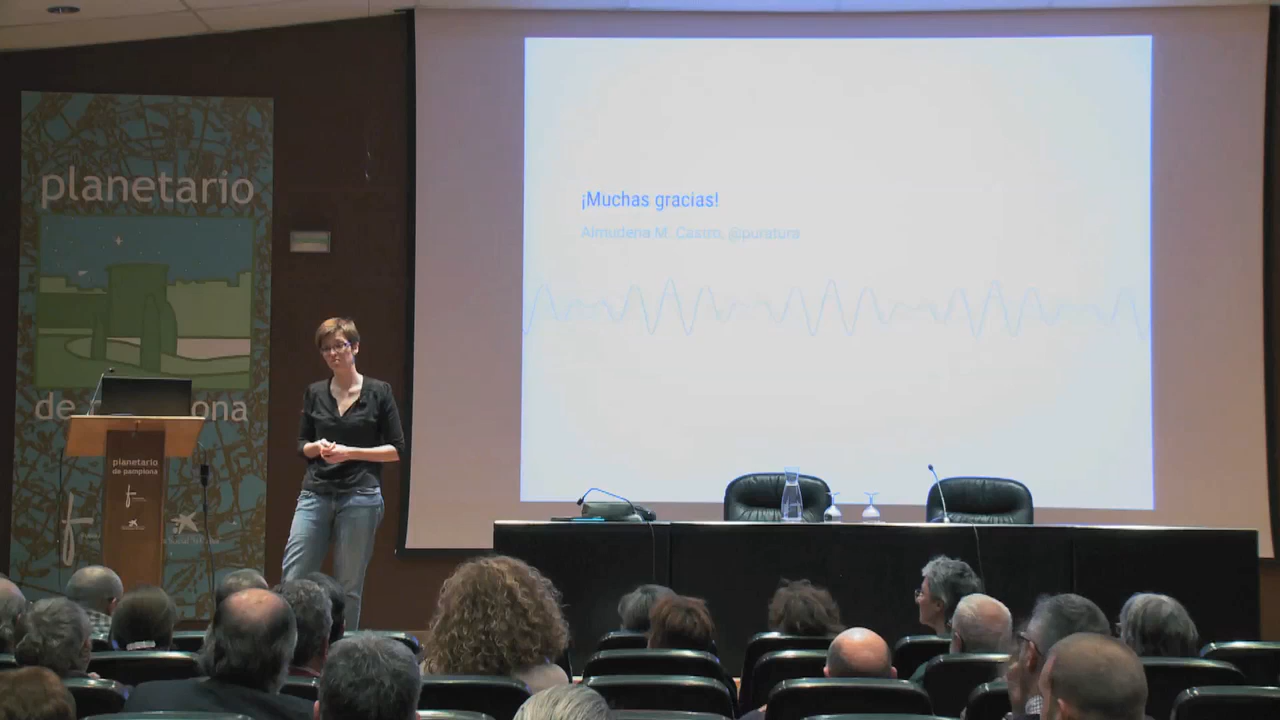 planetario
¡Muchas gracias!
Almudena M. Castro, @puratura
de ona
planetario
de pamplona